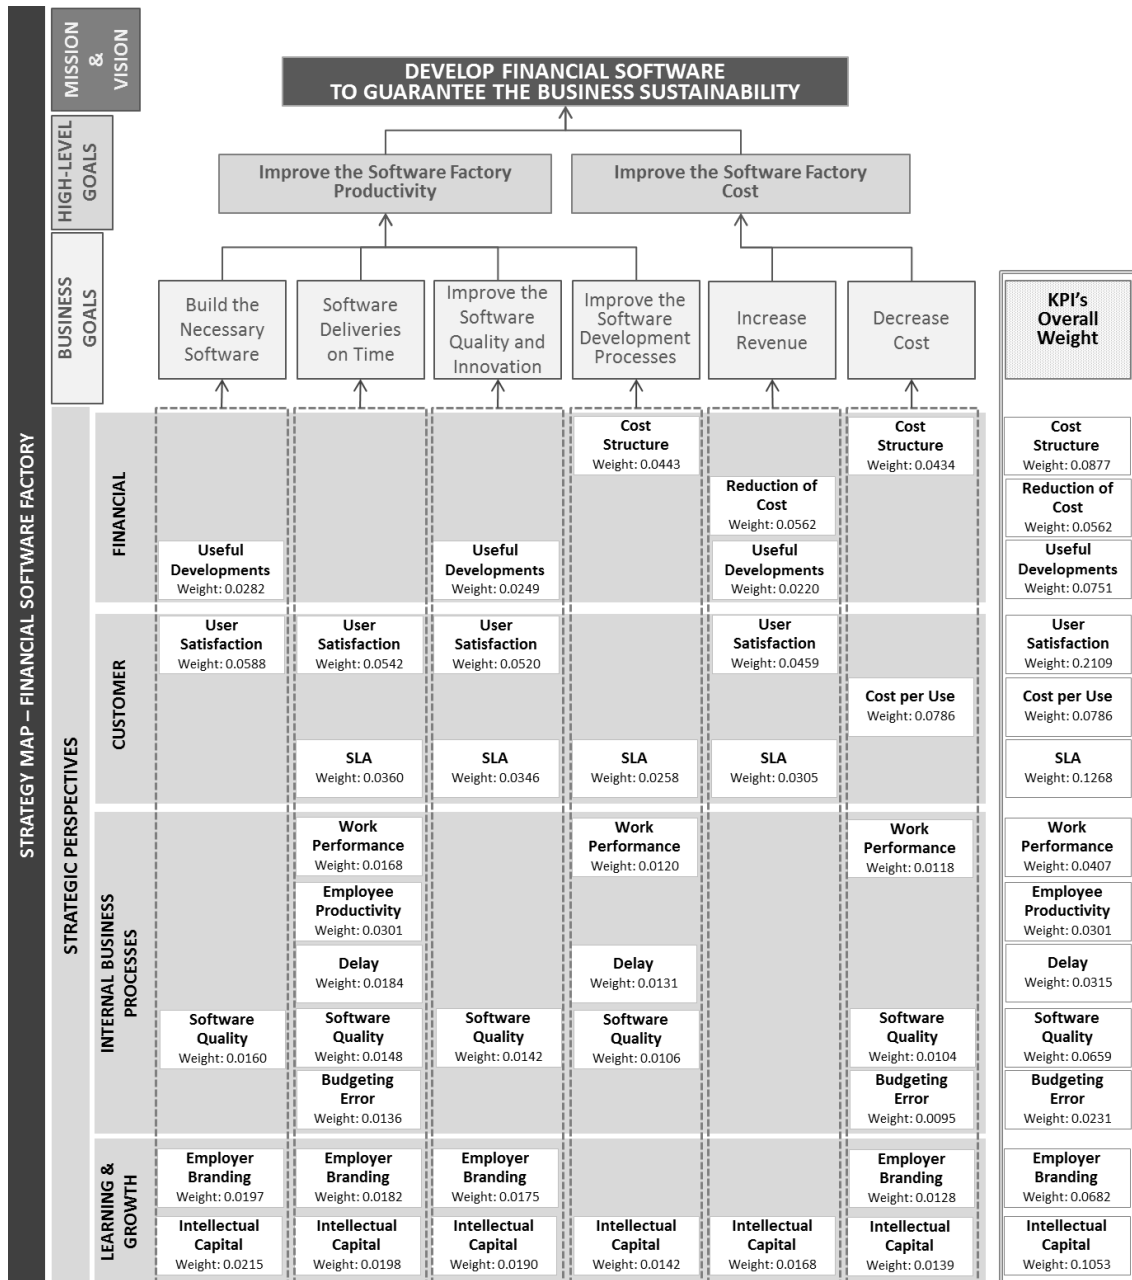 STRATEGY MAP – FINANCIAL SOFTWARE FACTORY
MISSION
&
VISION
DEVELOP FINANCIAL SOFTWARE
TO GUARANTEE THE BUSINESS SUSTAINABILITY
HIGH-LEVEL
GOALS
Improve the Software Factory
Productivity
Improve the Software Factory
Cost
BUSINESS
GOALS
Build the
Necessary
Software
Software
Deliveries
on Time
Improve the
Software
Quality and
Innovation
Improve the
Software
Development
Processes
Increase
Revenue
Decrease
Cost
KPI's
Overall
Weight
STRATEGIC PERSPECTIVES
FINANCIAL
Cost
Structure
Weight: 0.0443
Cost
Structure
Weight: 0.0434
Cost
Structure
Weight: 0.0877
Reduction of
Cost
Weight: 0.0562
Reduction of
Cost
Weight: 0.0562
Useful
Developments
Weight: 0.0282
Useful
Developments
Weight: 0.0249
Useful
Developments
Weight: 0.0220
Useful
Developments
Weight: 0.0751
CUSTOMER
User
Satisfaction
Weight: 0.0588
User
Satisfaction
Weight: 0.0542
User
Satisfaction
Weight: 0.0520
User
Satisfaction
Weight: 0.0459
User
Satisfaction
Weight: 0.2109
Cost per Use
Weight: 0.0786
Cost per Use
Weight: 0.0786
SLA
Weight: 0.0360
SLA
Weight: 0.0346
SLA
Weight: 0.0258
SLA
Weight: 0.0305
SLA
Weight: 0.1268
INTERNAL BUSINESS
PROCESSES
Work
Performance
Weight: 0.0168
Work
Performance
Weight: 0.0120
Work
Performance
Weight: 0.0118
Work
Performance
Weight: 0.0407
Employee
Productivity
Weight: 0.0301
Employee
Productivity
Weight: 0.0301
Delay
Weight: 0.0184
Delay
Weight: 0.0131
Delay
Weight: 0.0315
Software
Quality
Weight: 0.0160
Software
Quality
Weight: 0.0148
Software
Quality
Weight: 0.0142
Software
Quality
Weight: 0.0106
Software
Quality
Weight: 0.0104
Software
Quality
Weight: 0.0659
Budgeting
Error
Weight: 0.0136
Budgeting
Error
Weight: 0.0095
Budgeting
Error
Weight: 0.0231
LEARNING &
GROWTH
Employer
Branding
Weight: 0.0197
Employer
Branding
Weight: 0.0182
Employer
Branding
Weight: 0.0175
Employer
Branding
Weight: 0.0128
Employer
Branding
Weight: 0.0682
Intellectual
Capital
Weight: 0.0215
Intellectual
Capital
Weight: 0.0198
Intellectual
Capital
Weight: 0.0190
Intellectual
Capital
Weight: 0.0142
Intellectual
Capital
Weight: 0.0168
Intellectual
Capital
Weight: 0.0139
Intellectual
Capital
Weight: 0.1053